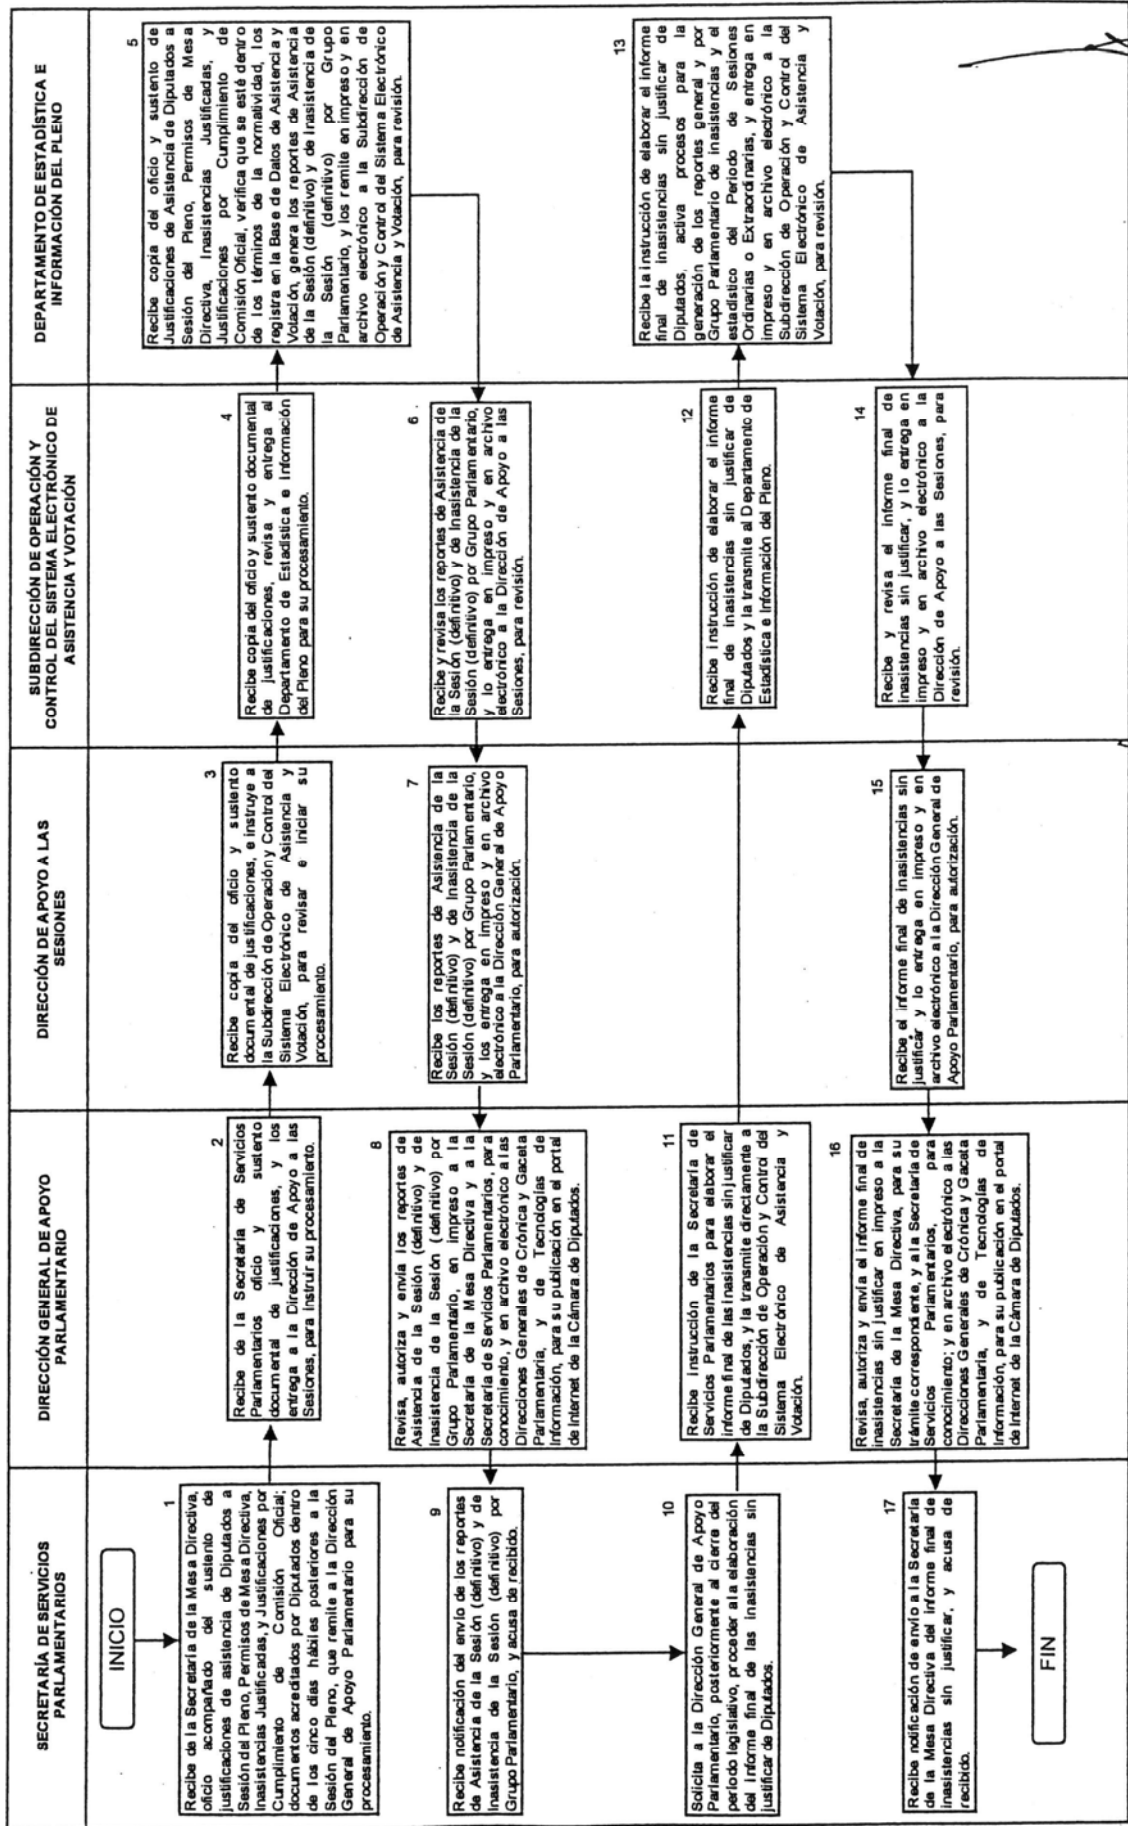 SECRETARÍA DE SERVICIOS
PARLAMENTARIOS
DIRECCIÓN GENERAL DE APOYO
PARLAMENTARIO
DIRECCIÓN DE APOYO A LAS
SESIONES
SUBDIRECCIÓN DE OPERACIÓN Y
CONTROL DEL SISTEMA ELECTRÓNICO DE
ASISTENCIA Y VOTACIÓN
DEPARTAMENTO DE ESTADÍSTICA E
INFORMACIÓN DEL PLENO
INICIO
1
Recibe de la Secretaría de la Mesa Directiva,
oficio acompañado del sustento de
justificaciones de asistencia de Diputados a
Sesión del Pleno, Permisos de Mesa Directiva,
Inasistencias Justificadas, y Justificaciones por
Cumplimiento de Comisión Oficial;
documentos acreditados por Diputados dentro
de los cinco días hábiles posteriores a la
Sesión del Pleno, que remite a la Dirección
General de Apoyo Parlamentario para su
procesamiento.
2
Recibe de la Secretaría de Servicios
Parlamentarios oficio y sustento
documental de justificaciones, y los
entrega a la Dirección de Apoyo a las
Sesiones, para instruir su procesamiento.
3
Recibe copia del oficio y sustento
documental de justificaciones, e instruye a
la Subdirección de Operación y Control del
Sistema Electrónico de Asistencia y
Votación, para revisar e iniciar su
procesamiento.
4
Recibe copia del oficio y sustento documental
de justificaciones, revisa y entrega al
Departamento de Estadística e Información
del Pleno para su procesamiento.
5
Recibe copia del oficio y sustento de
Justificaciones de Asistencia de Diputados a
Sesión del Pleno, Permisos de Mesa
Directiva, Inasistencias Justificadas, y
Justificaciones por Cumplimiento de
Comisión Oficial, verifica que se esté dentro
de los términos de la normatividad, los
registra en la Base de Datos de Asistencia y
Votación, genera los reportes de Asistencia
de la Sesión (definitivo) y de Inasistencia de
la Sesión (definitivo) por Grupo
Parlamentario, y los remite en impreso y en
archivo electrónico a la Subdirección de
Operación y Control del Sistema Electrónico
de Asistencia y Votación, para revisión.
6
Recibe y revisa los reportes de Asistencia de
la Sesión (definitivo) y de Inasistencia de la
Sesión (definitivo) por Grupo Parlamentario,
y lo entrega en impreso y en archivo
electrónico a la Dirección de Apoyo a las
Sesiones, para revisión.
7
Recibe los reportes de Asistencia de la
Sesión (definitivo) y de Inasistencia de la
Sesión (definitivo) por Grupo Parlamentario,
y los entrega en impreso y en archivo
electrónico a la Dirección General de Apoyo
Parlamentario, para autorización.
8
Revisa, autoriza y envía los reportes de
Asistencia de la Sesión (definitivo) y de
Inasistencia de la Sesión (definitivo) por
Grupo Parlamentario, en impreso a la
Secretaría de la Mesa Directiva y a la
Secretaría de Servicios Parlamentarios, para
conocimiento, y en archivo electrónico a las
Direcciones Generales de Crónica y Gaceta
Parlamentaria, y de Tecnologías de
Información, para su publicación en el portal
de Internet de la Cámara de Diputados.
9
Recibe notificación del envío de los reportes
de Asistencia de la Sesión (definitivo) y de
Inasistencia de la Sesión (definitivo) por
Grupo Parlamentario, y acusa de recibido.
10
Solicita a la Dirección General de Apoyo
Parlamentario, posteriormente al cierre del
período legislativo, proceder a la elaboración
del Informe final de las inasistencias sin
justificar de Diputados.
11
Recibe Instrucción de la Secretaría de
Servicios Parlamentarios para elaborar el
informe final de las inasistencias sin justificar
de Diputados, y la transmite directamente a
la Subdirección de Operación y Control del
Sistema Electrónico de Asistencia y
Votación.
12
Recibe instrucción de elaborar el informe
final de inasistencias sin justificar de
Diputados y la transmite al Departamento de
Estadística e Información del Pleno.
13
Recibe la instrucción de elaborar el informe
final de inasistencias sin justificar de
Diputados, activa procesos para la
generación de los reportes general y por
Grupo Parlamentario de inasistencias y el
estadístico del Periodo de Sesiones
Ordinarias o Extraordinarias, y entrega en
impreso y en archivo electrónico a la
Subdirección de Operación y Control del
Sistema Electrónico de Asistencia y
Votación, para revisión.
14
Recibe y revisa el informe final de
inasistencias sin justificar, y lo entrega en
impreso y en archivo electrónico a la
Dirección de Apoyo a las Sesiones, para
revisión.
15
Recibe el informe final de inasistencias sin
justificar y lo entrega en impreso y en
archivo electrónico a la Dirección General de
Apoyo Parlamentario, para autorización.
16
Revisa, autoriza y envía el informe final de
inasistencias sin justificar en impreso a la
Secretaría de la Mesa Directiva, para su
trámite correspondiente, y a la Secretaría de
Servicios Parlamentarios, para
conocimiento; y en archivo electrónico a las
Direcciones Generales de Crónica y Gaceta
Parlamentaria y de Tecnologías de
Información, para su publicación en el portal
de Internet de la Cámara de Diputados.
17
Recibe notificación de envío a la Secretaría
de la Mesa Directiva del informe final de
inasistencias sin justificar, y acusa de
recibido.
FIN